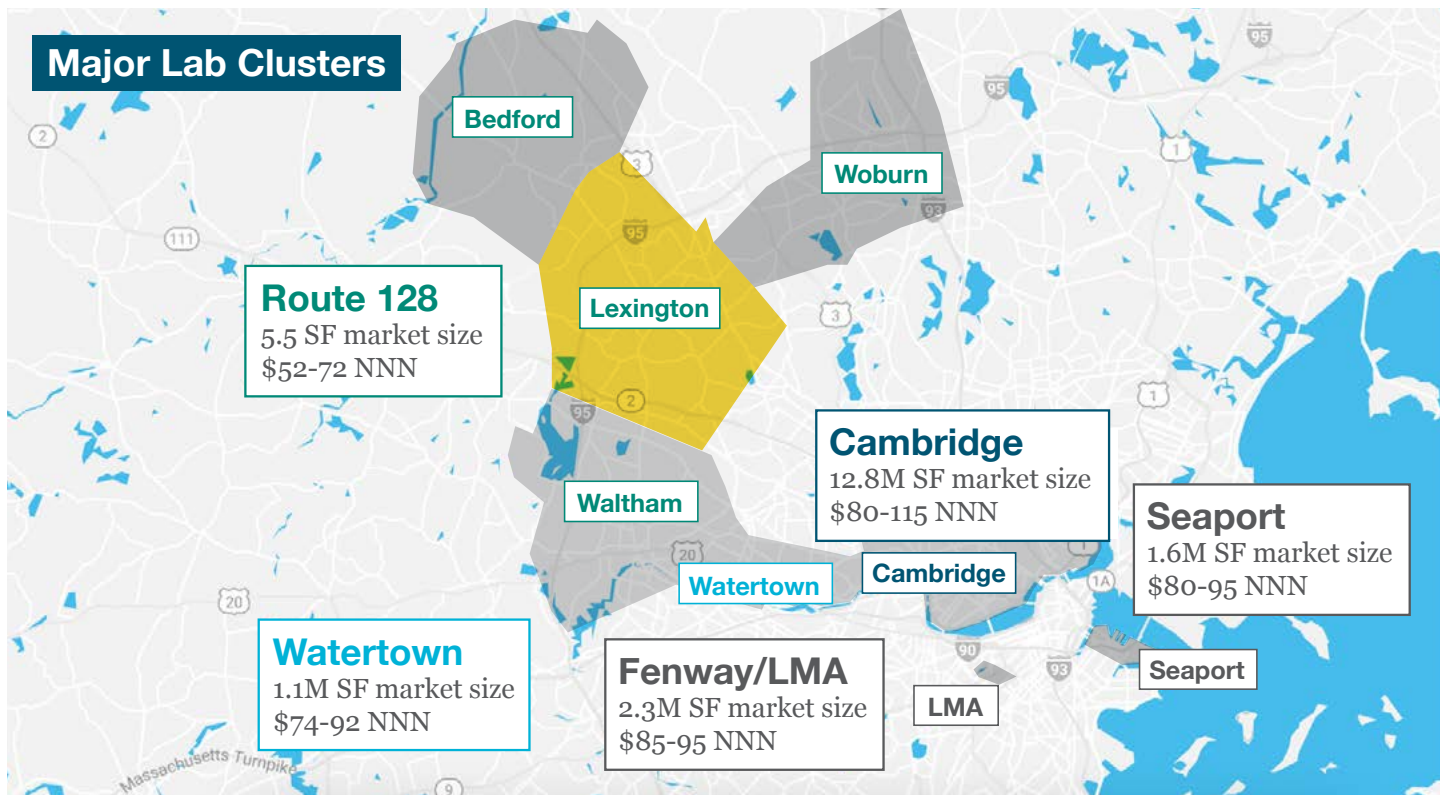 Major Lab Clusters
95
Bedford
95
2
3
1
Woburn
93
111
95
Route 128
5.5 SF market size
$52-72 NNN
Lexington
3
2
95
1
Cambridge
12.8M SF market size
$80-115 NNN
Waltham
Seaport
1.6M SF market size
$80-95 NNN
20
1
Watertown
Cambridge
1A
20
Watertown
1.1M SF market size
$74-92 NNN
Fenway/LMA
2.3M SF market size
$85-95 NNN
90
93
Seaport
LMA
Massachusetts Turnpike
9